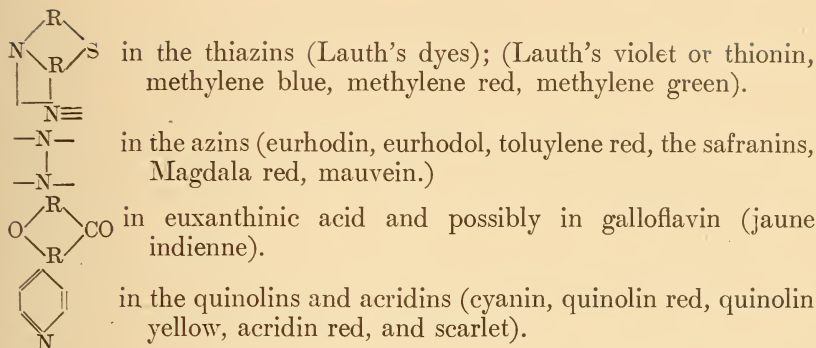 R
N S in the thiazins (Lauth's dyes); (Lauth's violet or thionin,
R methylene blue, methylene red, methylene green).
N≡
—N— in the azins (eurhodin, eurhodol, toluylene red, the safranins,
—N— Magdala red, mauvein.)
R
O CO in euxanthinic acid and possibly in galloflavin (jaune
R indienne).
in the quinolins and acridins (cyanin, quinolin red, quinolin
N yellow, acridin red, and scarlet).